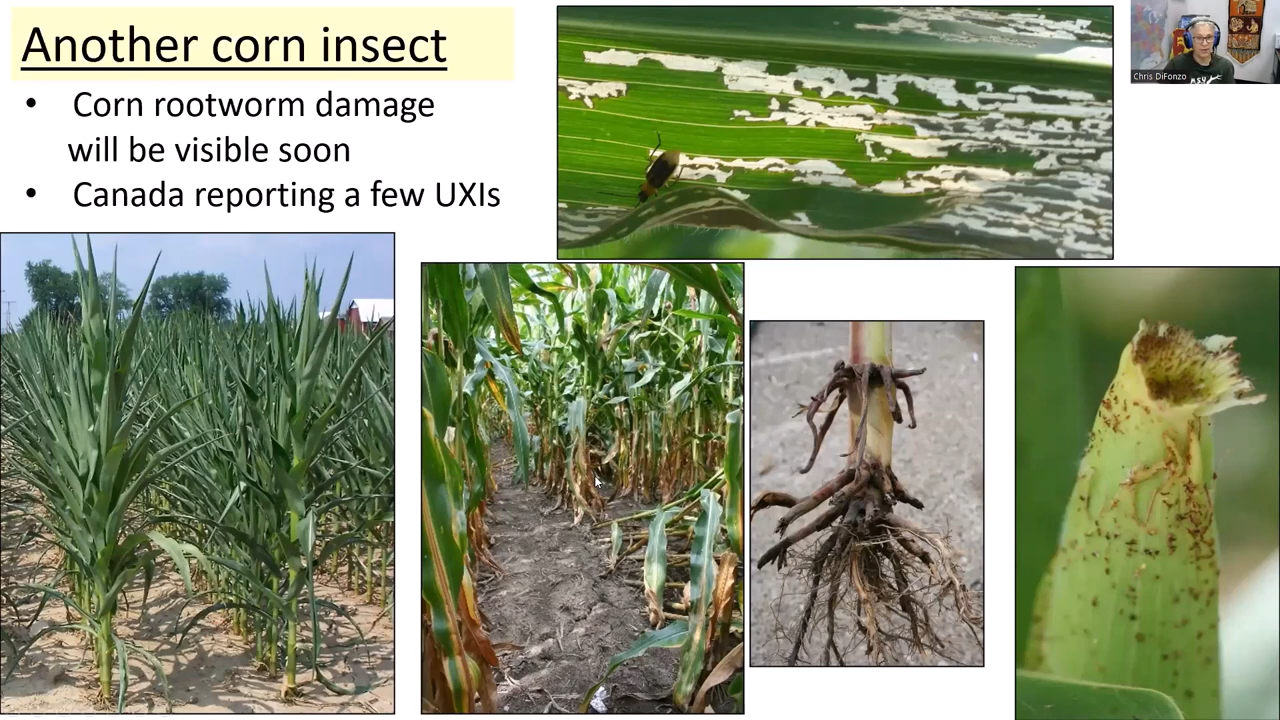 Another corn insect
• Corn rootworm damage
will be visible soon
• Canada reporting a few UXIs
Chris DiFonzo